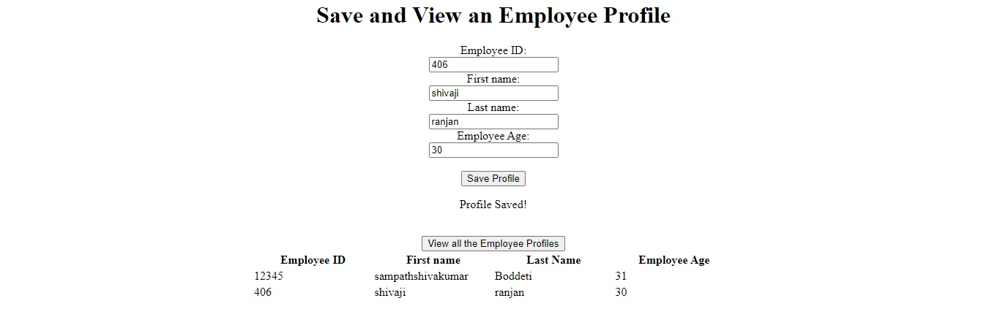 Save and View an Employee Profile
Employee ID:
406
First name:
shivaji
Last name:
ranjan
Employee Age:
30
Save Profile
Profile Saved!
View all the Employee Profiles
Employee ID First name Last Name Employee Age
12345 sampathshivakumar Boddeti 31
406 shivaji ranjan 30